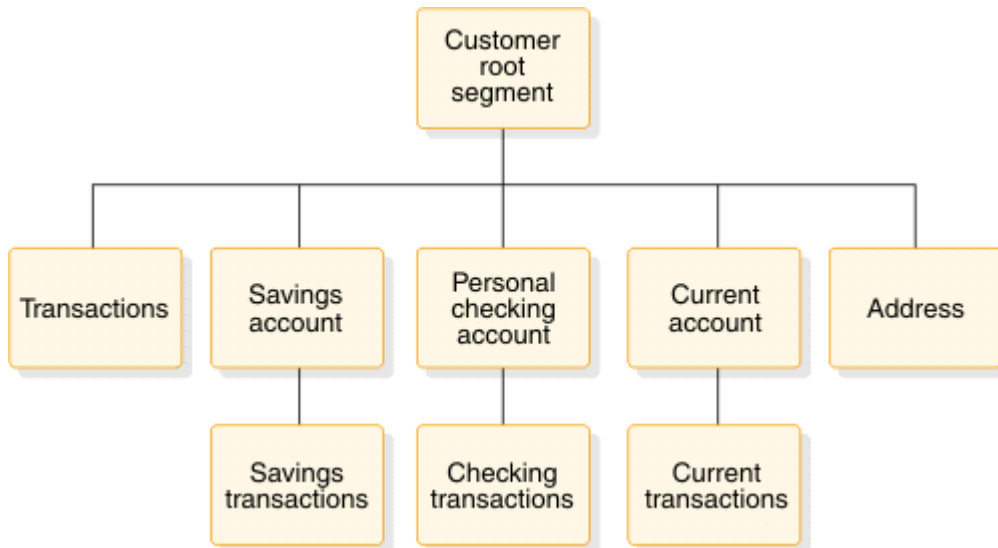 Customer
root
segment
Transactions
Savings
account
Personal
checking
account
Current
account
Address
Savings
transactions
Checking
transactions
Current
transactions